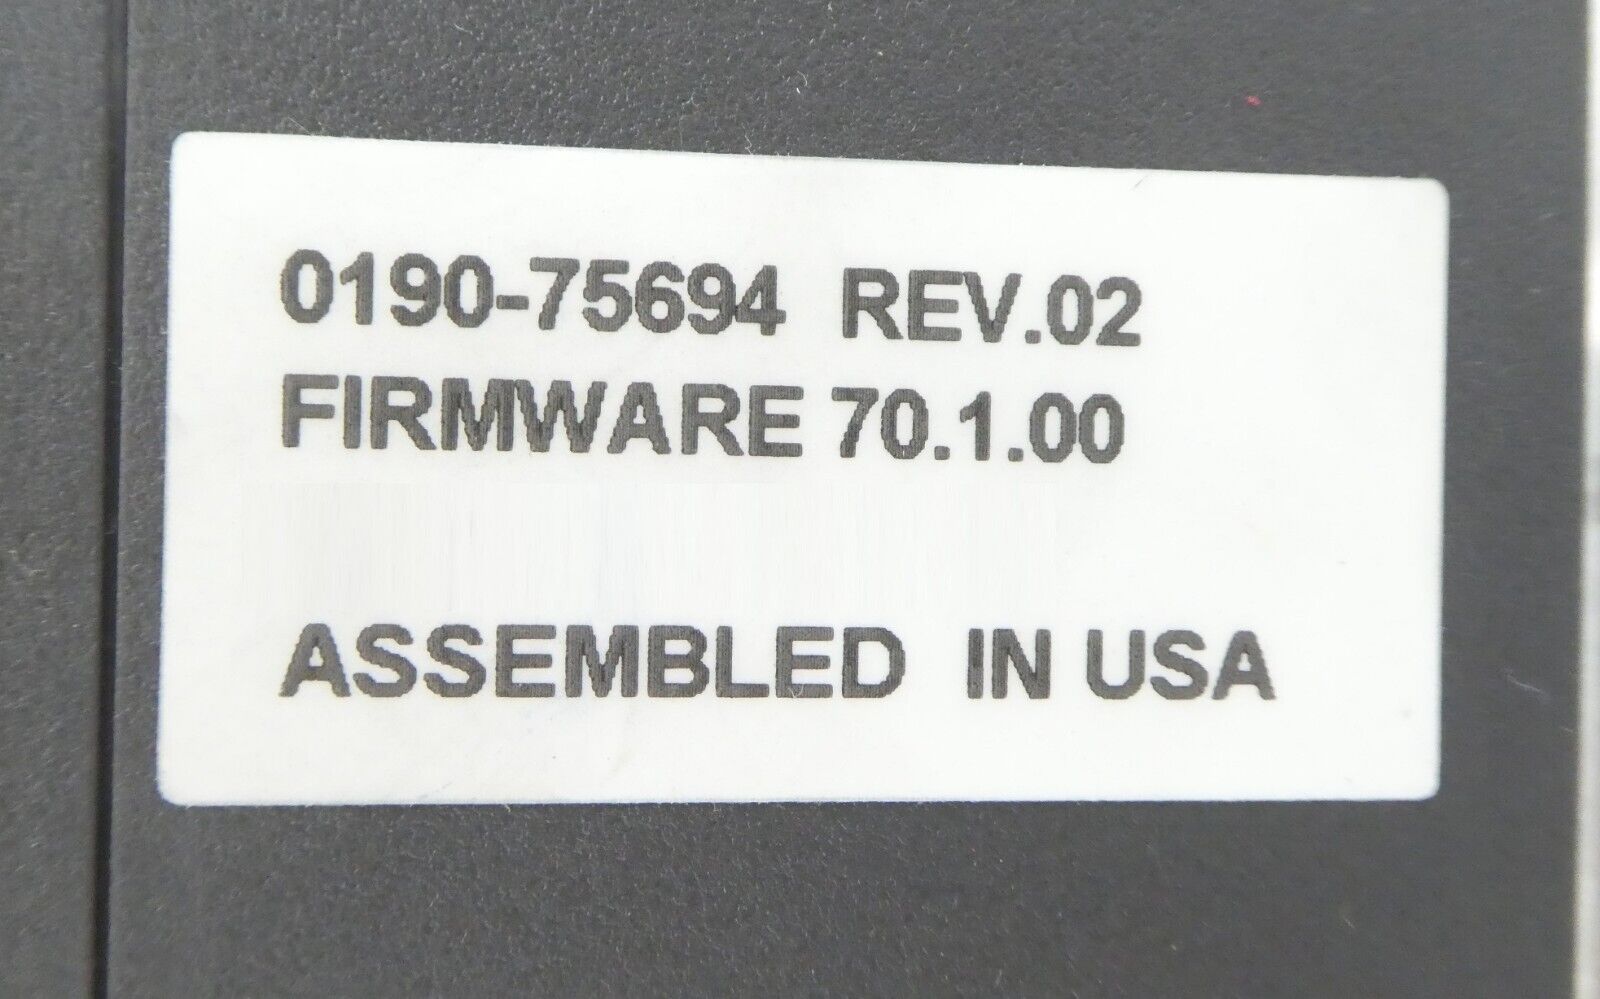 0190-75694 REV.02
FIRMWARE 70.1.00
ASSEMBLED IN USA